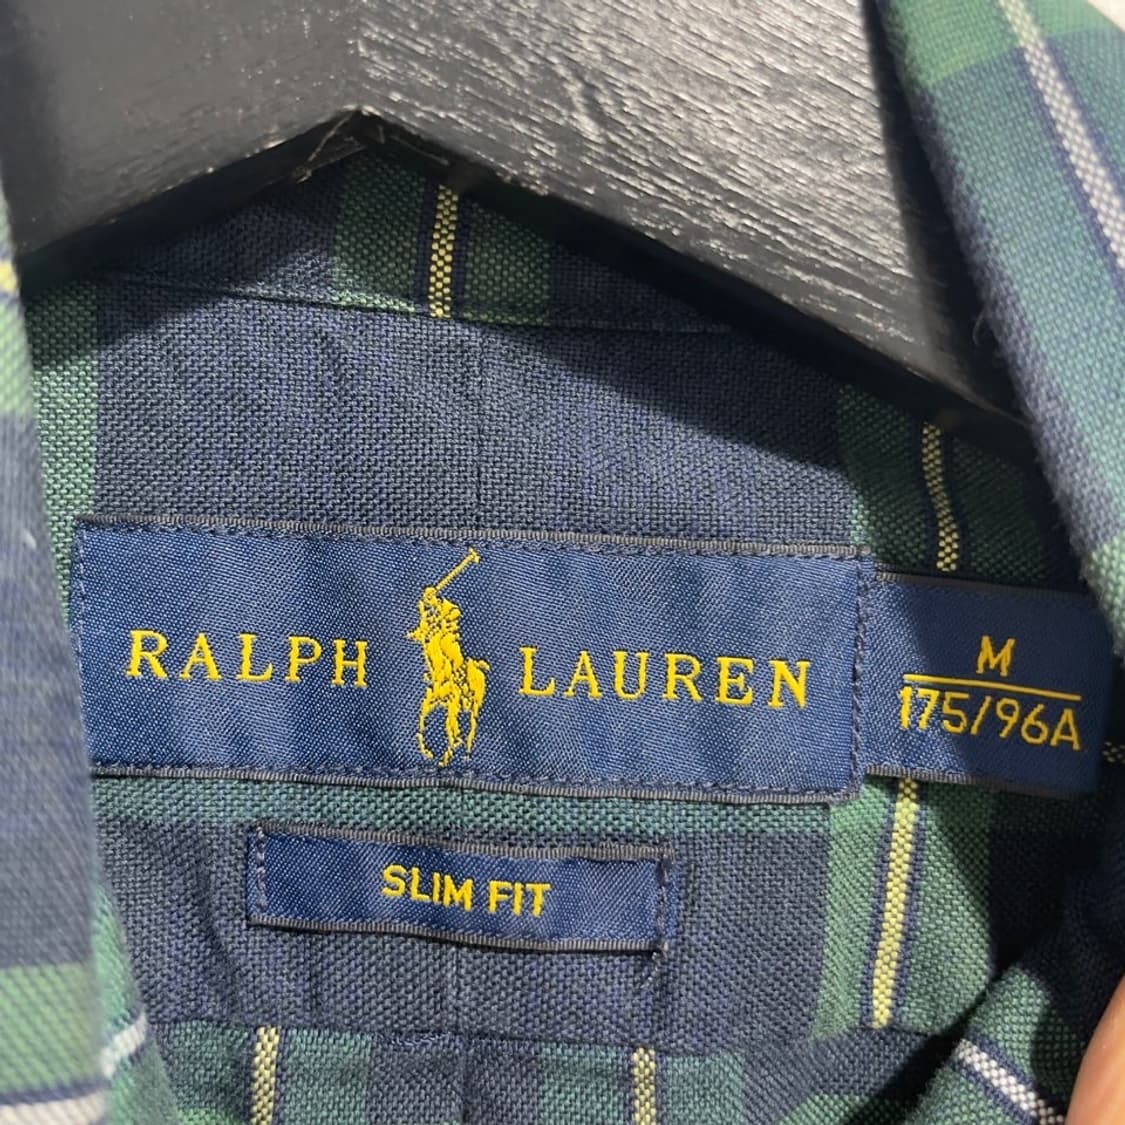 RALPH LAUREN
M
175/96A
SLIM FIT